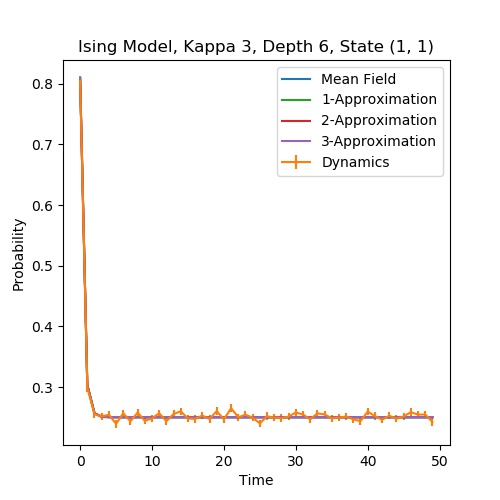 Ising Model, Kappa 3, Depth 6, State (1, 1)
Mean Field
1-Approximation
2-Approximation
3-Approximation
Dynamics
0.8
0.7
0.6
0.5
0.4
0.3
Probability
0 10 20 30 40 50
Time